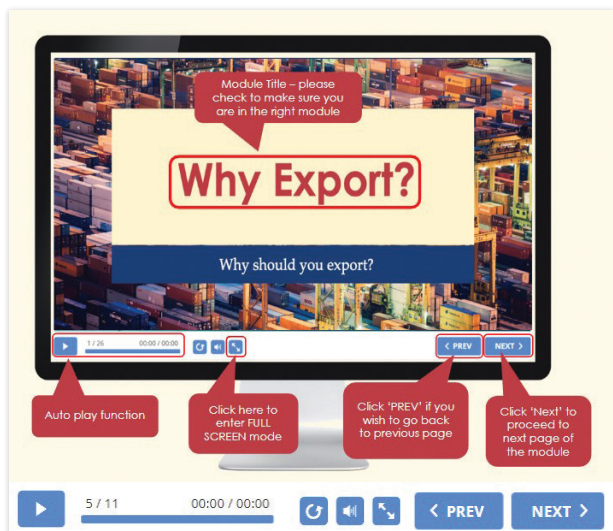 Module Title – please
check to make sure you
are in the right module
Why Export?
Why should you export?
1 / 26 00:00 / 00:00
< PREV NEXT >
Auto play function
Click here to
enter FULL
SCREEN mode
Click 'PREV' if you
wish to go back
to previous page
Click 'Next' to
proceed to
next page of
the module
5 / 11 00:00 / 00:00
< PREV NEXT >